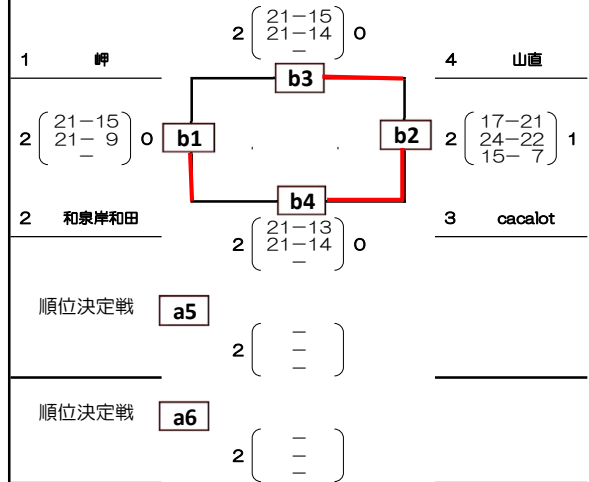 2 21−15 0
21−14
−
1 岬
4 山直
b3
2 21−15 0
21− 9
−
b1
b2
2 17−21 1
24−22
15− 7
b4
2 和泉岸和田
3 cacalot
2 21−13 0
21−14
−
順位決定戦 a5
2 −
−
−
順位決定戦 a6
2 −
−
−